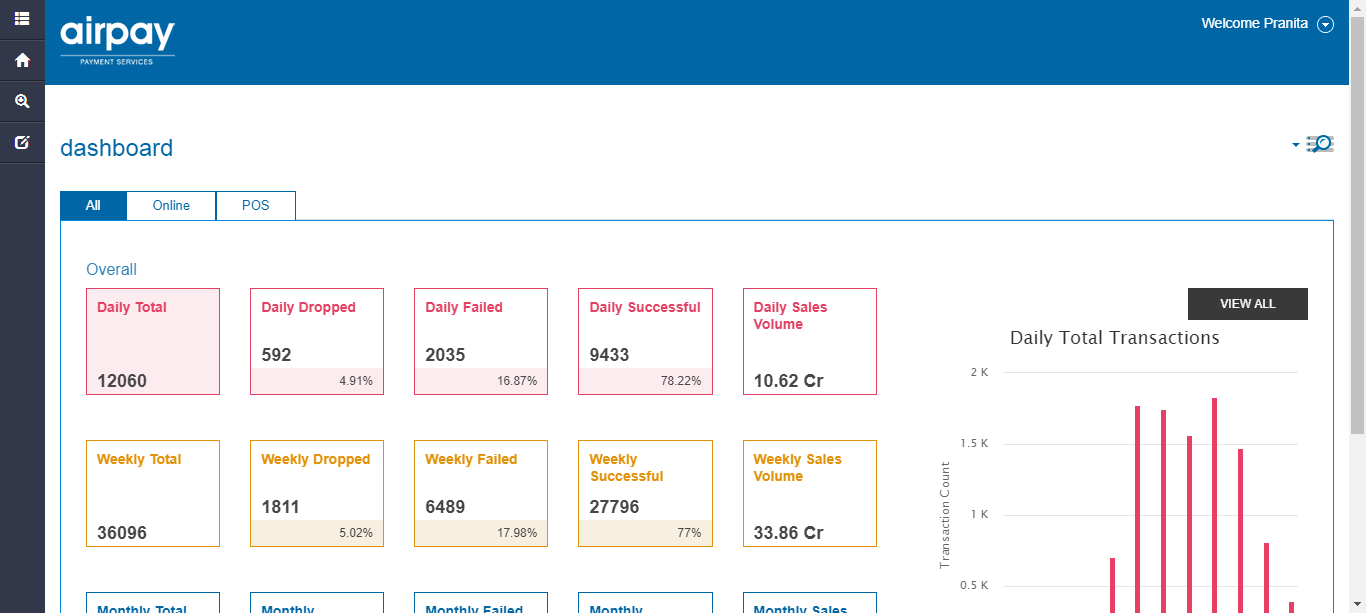 airpay
PAYMENT SERVICES
Welcome Pranita
dashboard
All
Online
POS
Overall
Daily Total
12060
Daily Dropped
592
4.91%
Daily Failed
2035
16.87%
Daily Successful
9433
78.22%
Daily Sales
Volume
10.62 Cr
Weekly Total
36096
Weekly Dropped
1811
5.02%
Weekly Failed
6489
17.98%
Weekly
Successful
27796
77%
Weekly Sales
Volume
33.86 Cr
Monthly Total
Monthly
Monthly Failed
Monthly
Monthly Sales
VIEW ALL
Daily Total Transactions
2 K
1.5 K
1 K
0.5 K
Transaction Count